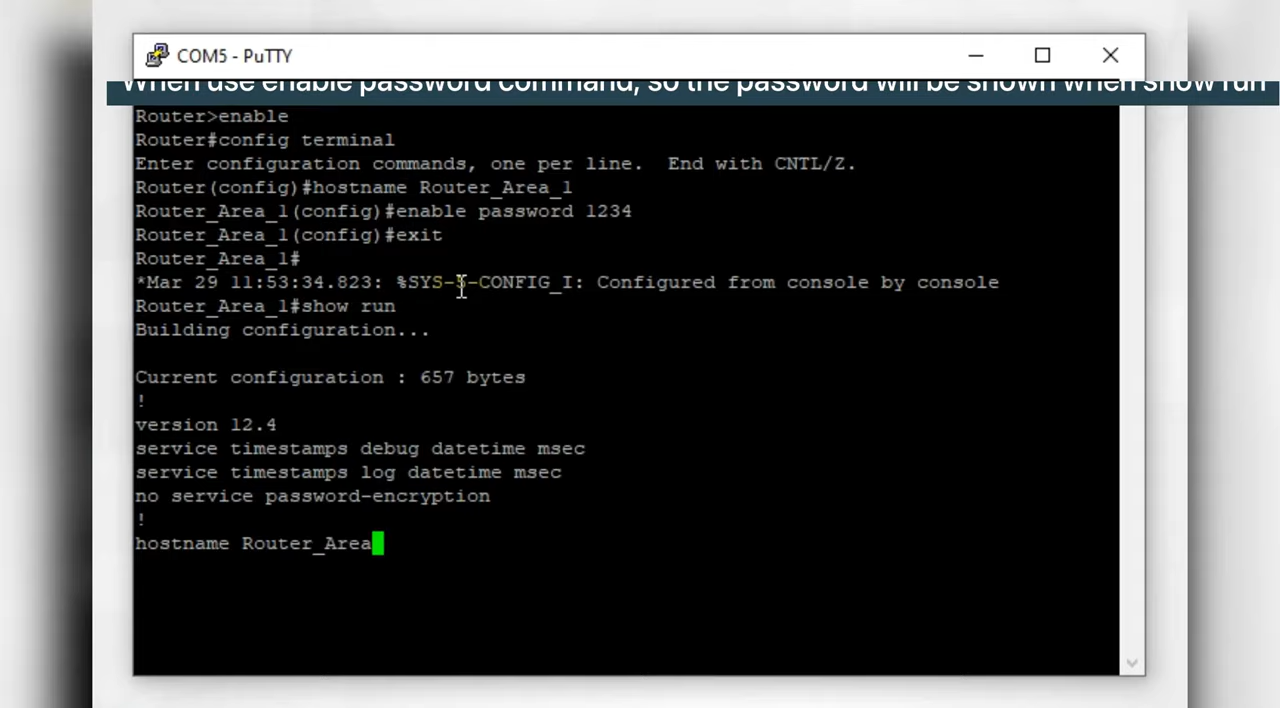 COM5 - PuTTY
When use enable password command, so the password will be shown when show run
Router>enable
Router#config terminal
Enter configuration commands, one per line.  End with CNTL/Z.
Router(config)#hostname Router_Area_1
Router_Area_1(config)#enable password 1234
Router_Area_1(config)#exit
Router_Area_1#
*Mar 29 11:53:34.823: %SYS-5-CONFIG_I: Configured from console by console
Router_Area_1#show run
Building configuration...
Current configuration : 657 bytes
!
version 12.4
service timestamps debug datetime msec
service timestamps log datetime msec
no service password-encryption
!
hostname Router_Area